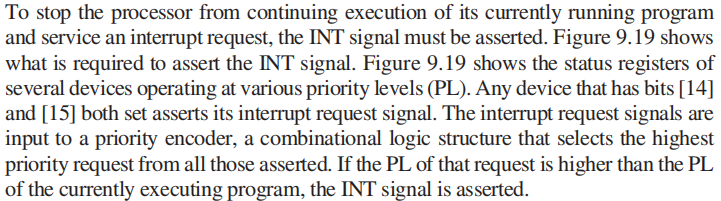 To stop the processor from continuing execution of its currently running program
and service an interrupt request, the INT signal must be asserted. Figure 9.19 shows
what is required to assert the INT signal. Figure 9.19 shows the status registers of
several devices operating at various priority levels (PL). Any device that has bits [14]
and [15] both set asserts its interrupt request signal. The interrupt request signals are
input to a priority encoder, a combinational logic structure that selects the highest
priority request from all those asserted. If the PL of that request is higher than the PL
of the currently executing program, the INT signal is asserted.